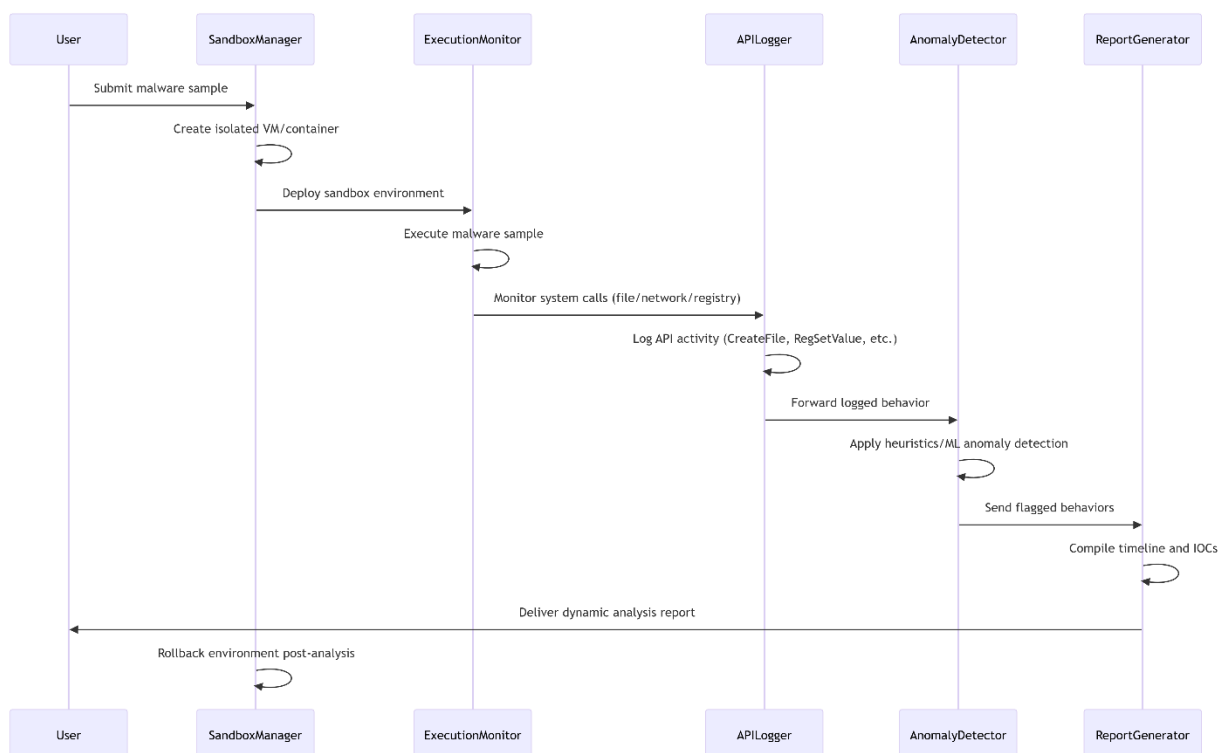 User
SandboxManager
ExecutionMonitor
APILogger
AnomalyDetector
ReportGenerator
Submit malware sample
Create isolated VM/container
Deploy sandbox environment
Execute malware sample
Monitor system calls (file/network/registry)
Log API activity (CreateFile, RegSetValue, etc.)
Forward logged behavior
Apply heuristics/ML anomaly detection
Send flagged behaviors
Compile timeline and IOCs
Deliver dynamic analysis report
Rollback environment post-analysis
User
SandboxManager
ExecutionMonitor
APILogger
AnomalyDetector
ReportGenerator